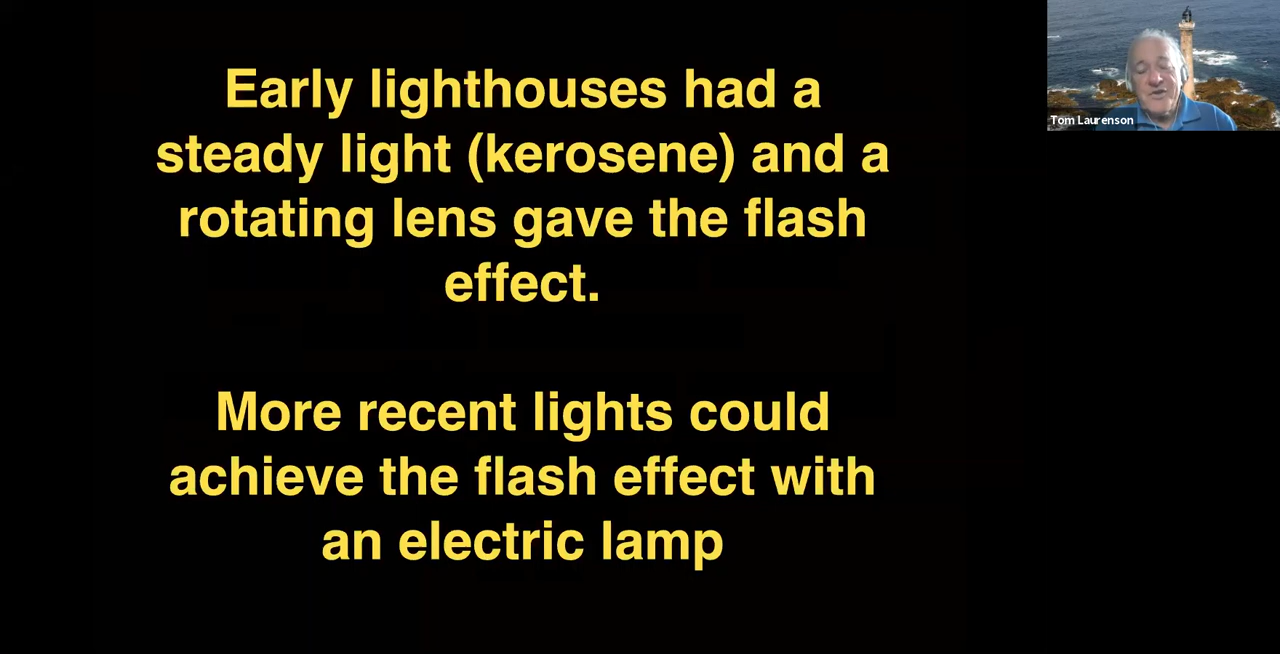 Early lighthouses had a
steady light (kerosene) and a
rotating lens gave the flash
effect.
More recent lights could
achieve the flash effect with
an electric lamp
Tom Laurenson